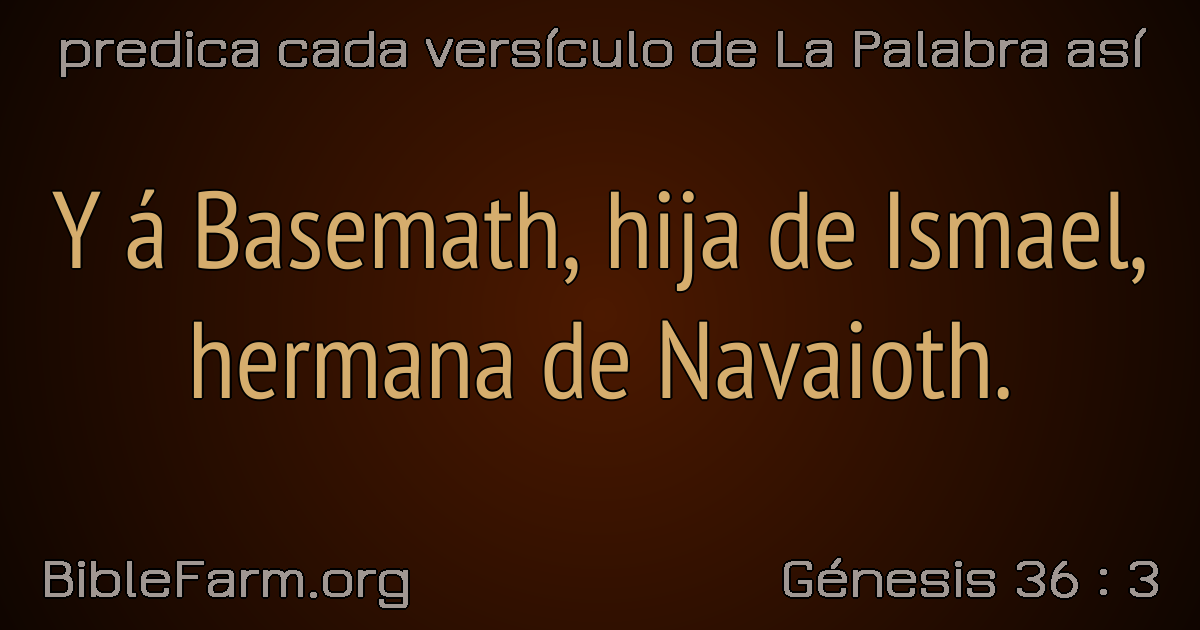 predica cada versículo de La Palabra así
Y á Basemath, hija de Ismael,
hermana de Navaioth.
BibleFarm.org
Génesis 36 : 3